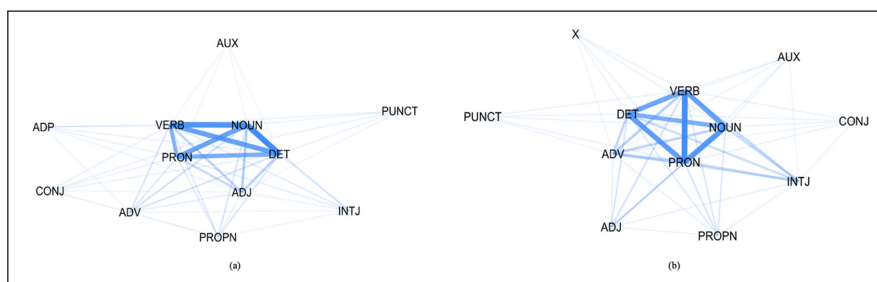 AUX
VERB NOUN
PUNCT
ADP
PRON
DET
CONJ
ADJ
ADV
INTJ
PROPN
(a)
X
AUX
VERB
DET
PUNCT
NOUN
CONJ
ADV
PRON
INTJ
ADJ
PROPN
(b)